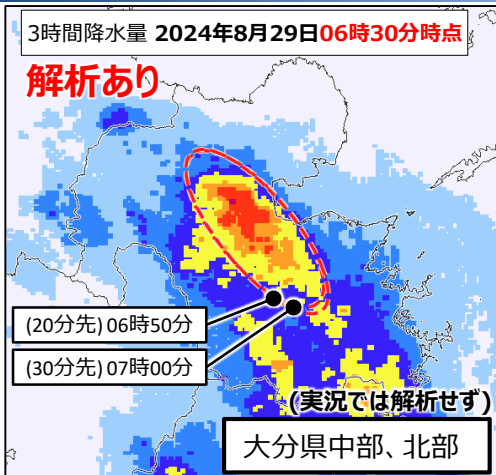 3時間降水量 2024年8月29日06時30分時点
解析あり
(20分先) 06時50分
(30分先) 07時00分
(実況では解析せず)
大分県中部、北部